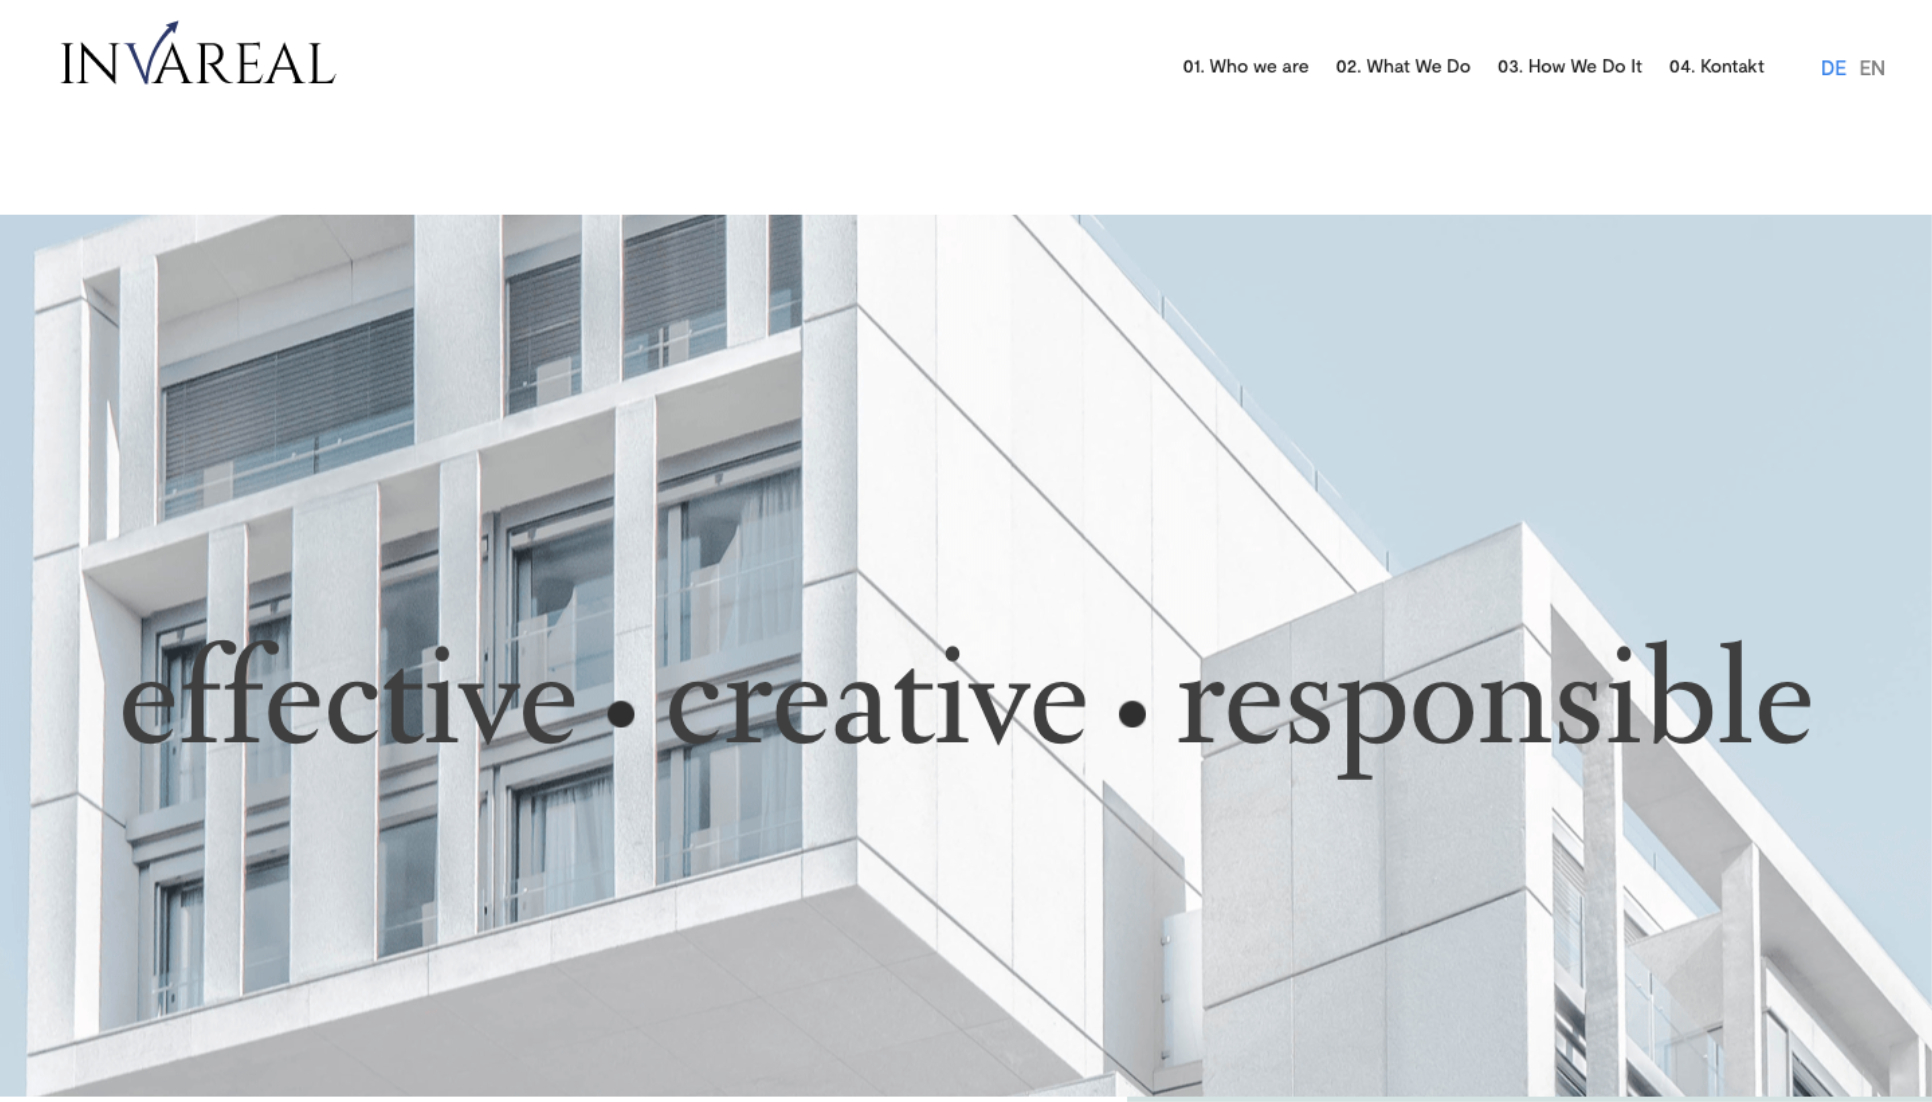 INVAREAL
01. Who we are 02. What We Do 03. How We Do It 04. Kontakt DE EN
effective • creative • responsible